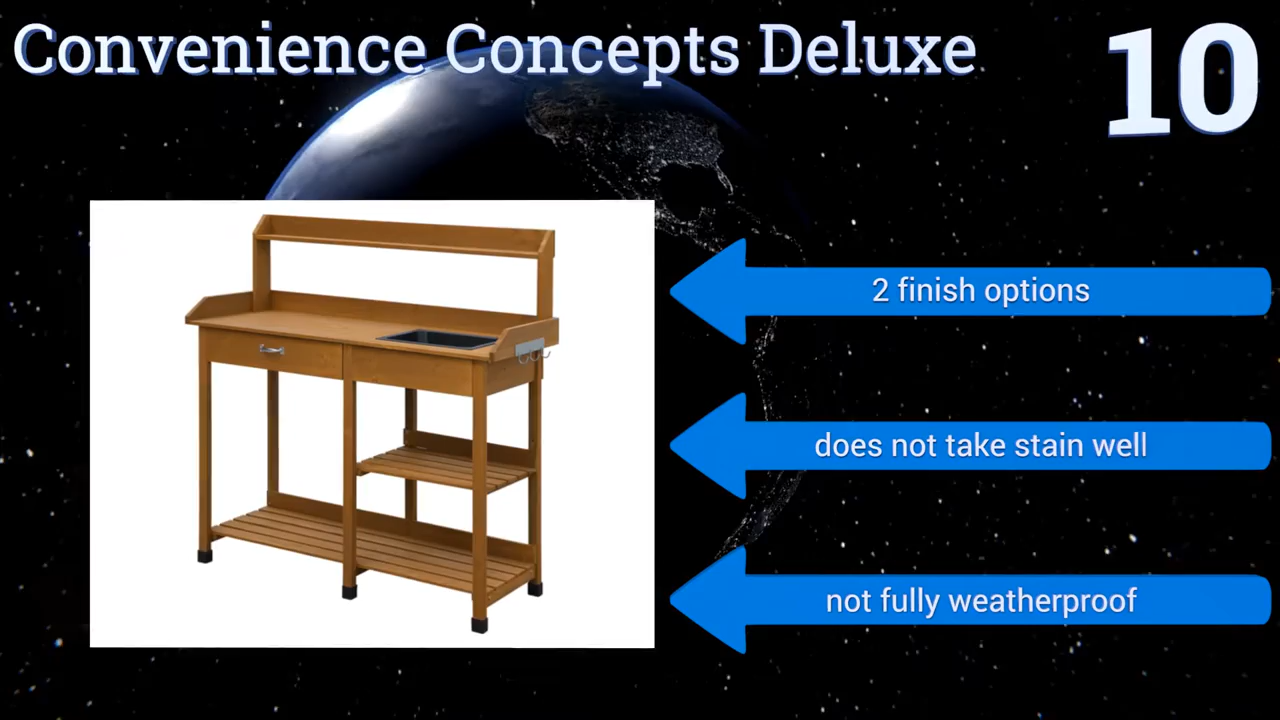 Convenience Concepts Deluxe
10
2 finish options
does not take stain well
not fully weatherproof